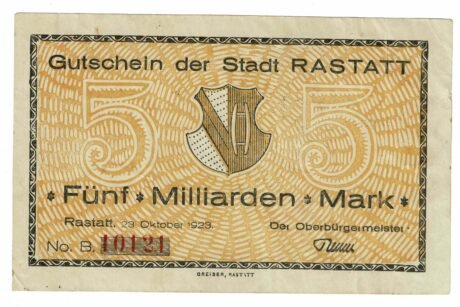 Gutschein der Stadt RASTATT
5 5
* Fünf * Milliarden * Mark *
Rastatt, 23 Oktober 1923. Der Oberbürgermeister
No. B. 10121
GREISER, RASTATT